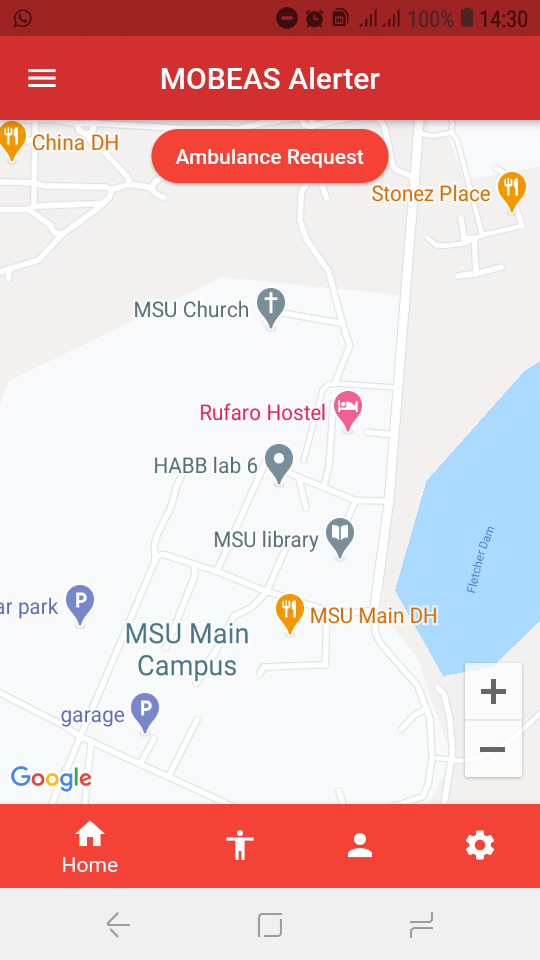 100% 14:30
MOBEAS Alerter
China DH
Ambulance Request
Stonez Place
MSU Church
Rufaro Hostel
HABB lab 6
MSU library
Fletcher Dam
ar park
MSU Main DH
MSU Main
Campus
garage
Google
Home